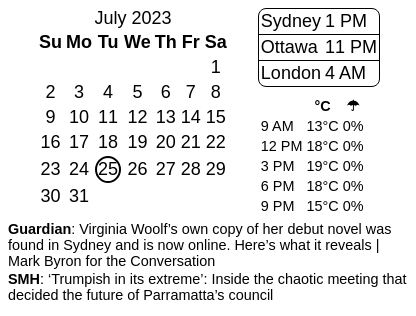 July 2023
Su Mo Tu We Th Fr Sa
1
2 3 4 5 6 7 8
9 10 11 12 13 14 15
16 17 18 19 20 21 22
23 24 25 26 27 28 29
30 31
Sydney 1 PM
Ottawa 11 PM
London 4 AM
°C ☂
9 AM 13°C 0%
12 PM 18°C 0%
3 PM 19°C 0%
6 PM 18°C 0%
9 PM 15°C 0%
Guardian: Virginia Woolf’s own copy of her debut novel was
found in Sydney and is now online. Here’s what it reveals |
Mark Byron for the Conversation
SMH: ‘Trumpish in its extreme’: Inside the chaotic meeting that
decided the future of Parramatta’s council